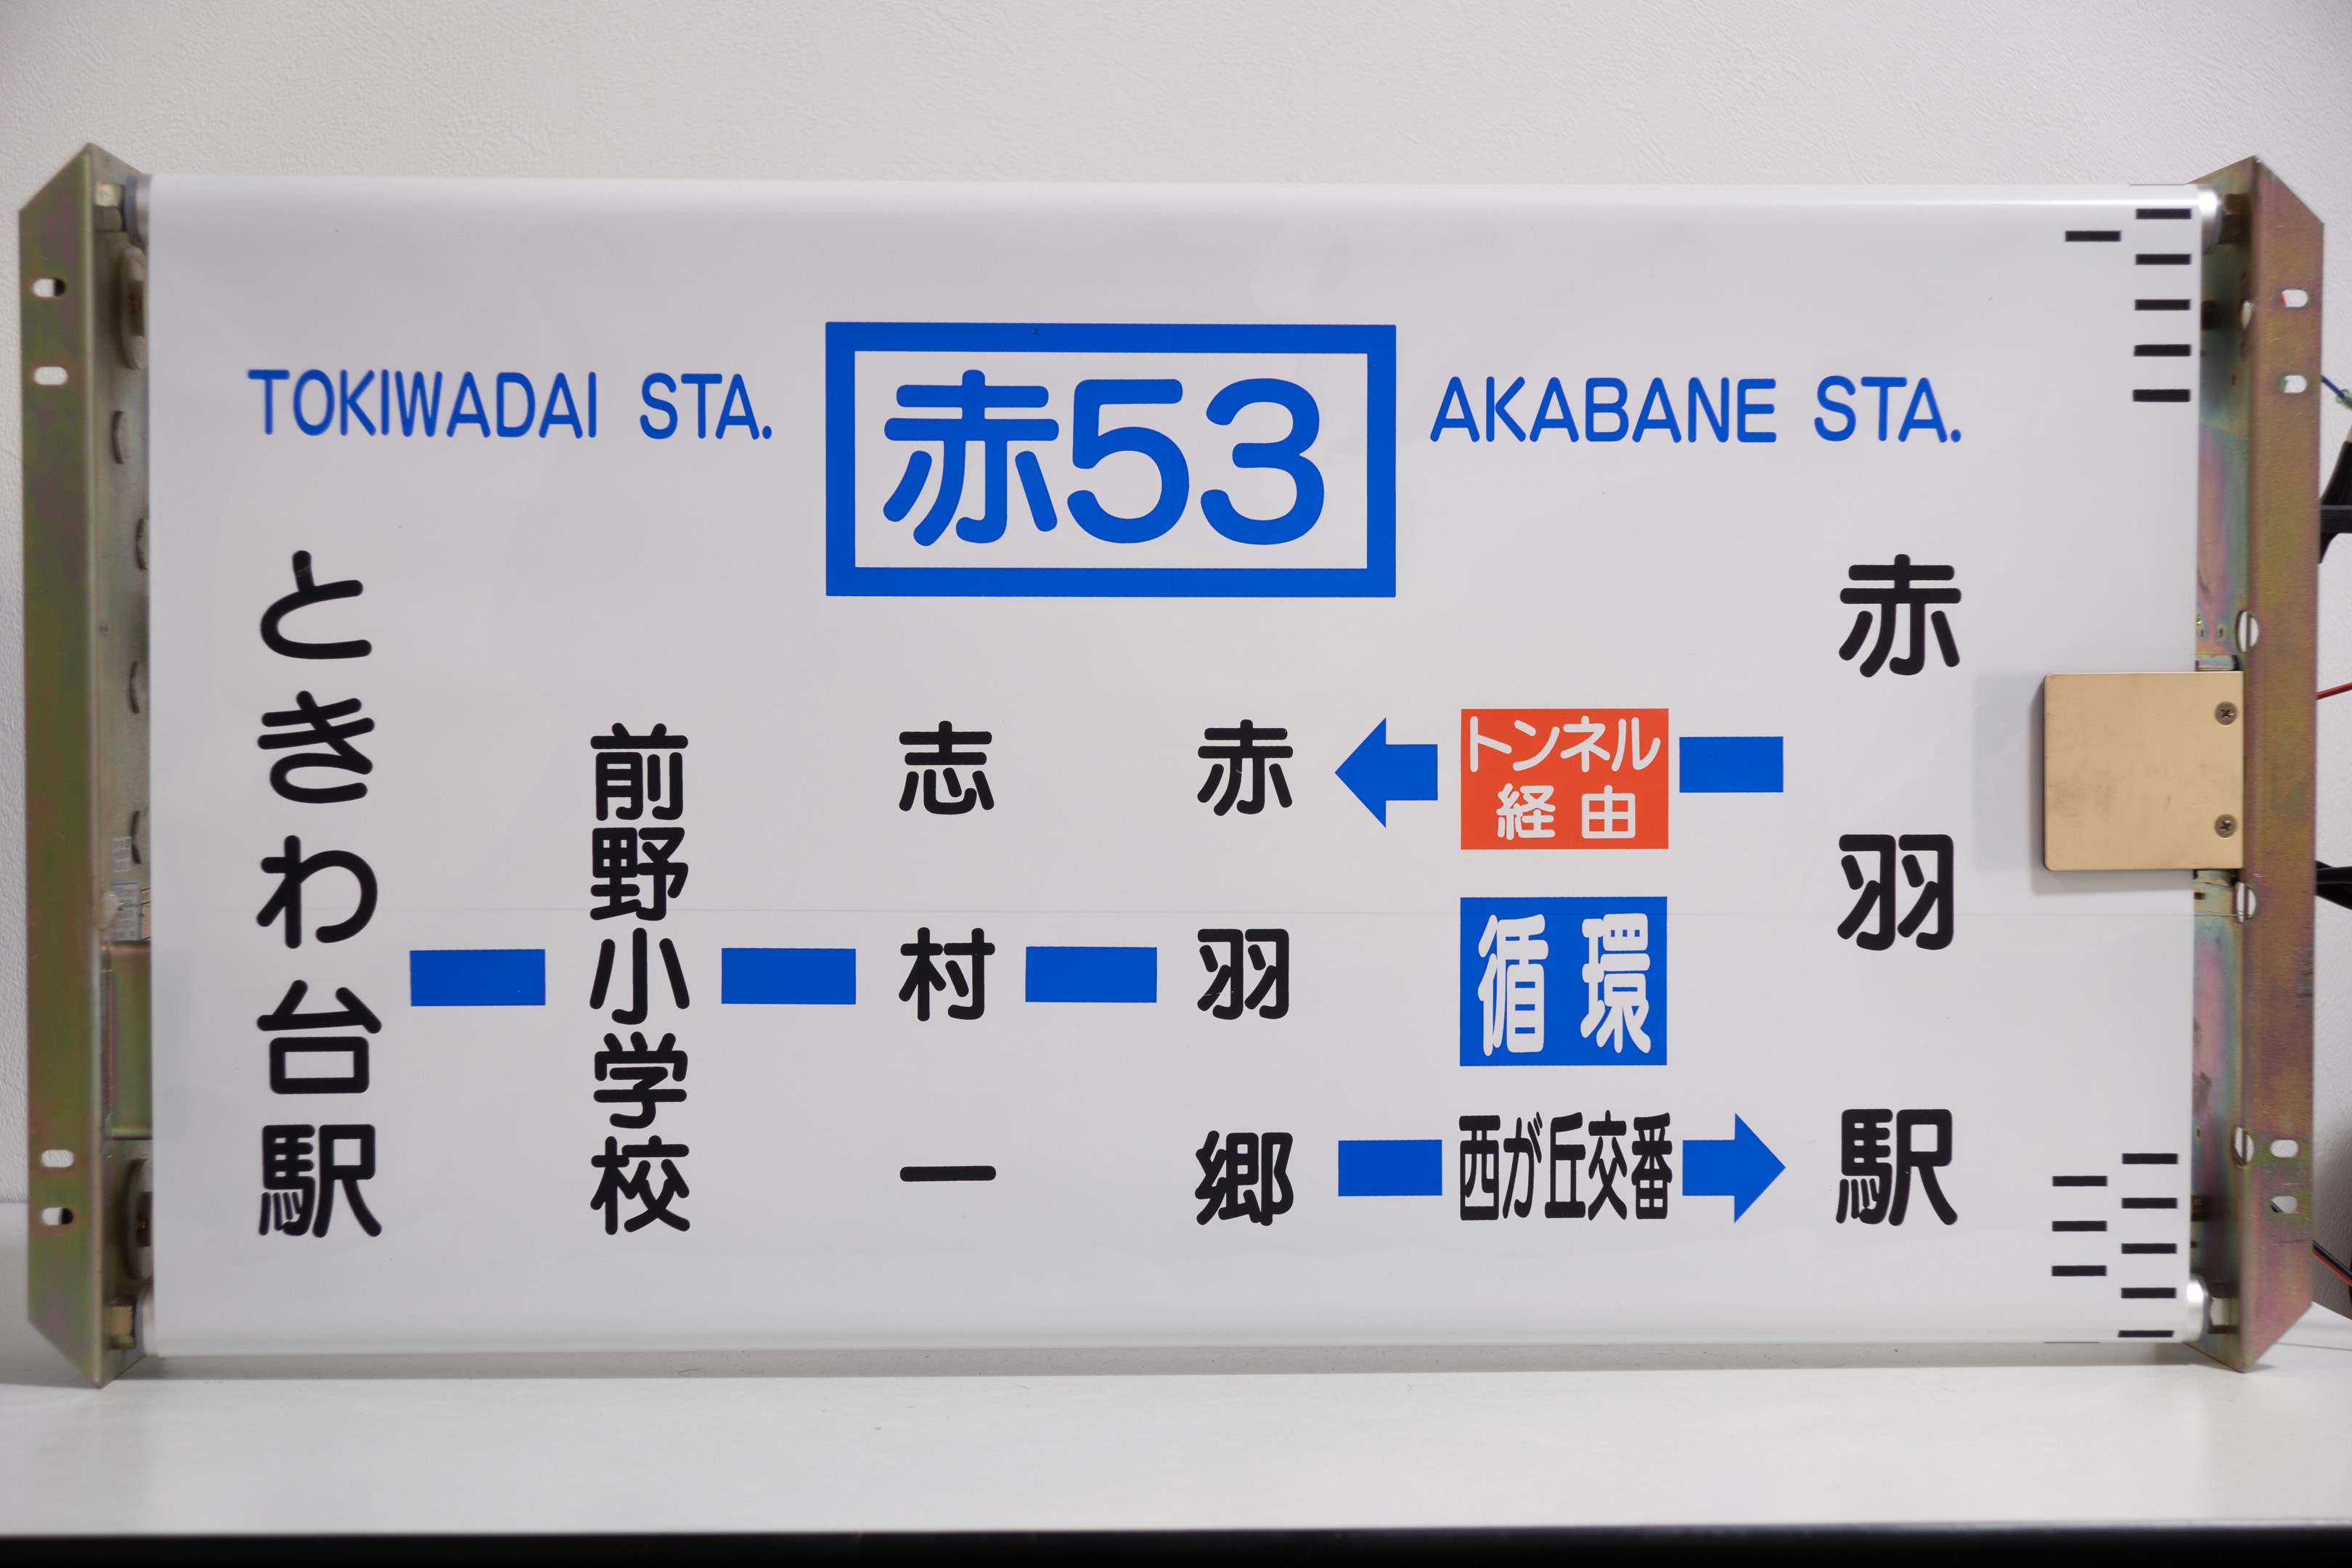 TOKIWADAI STA.
赤53
AKABANE STA.
ときわ台駅
前野小学校
志村一
赤羽郷
トンネル
経由
循環
西が丘交番
赤羽駅